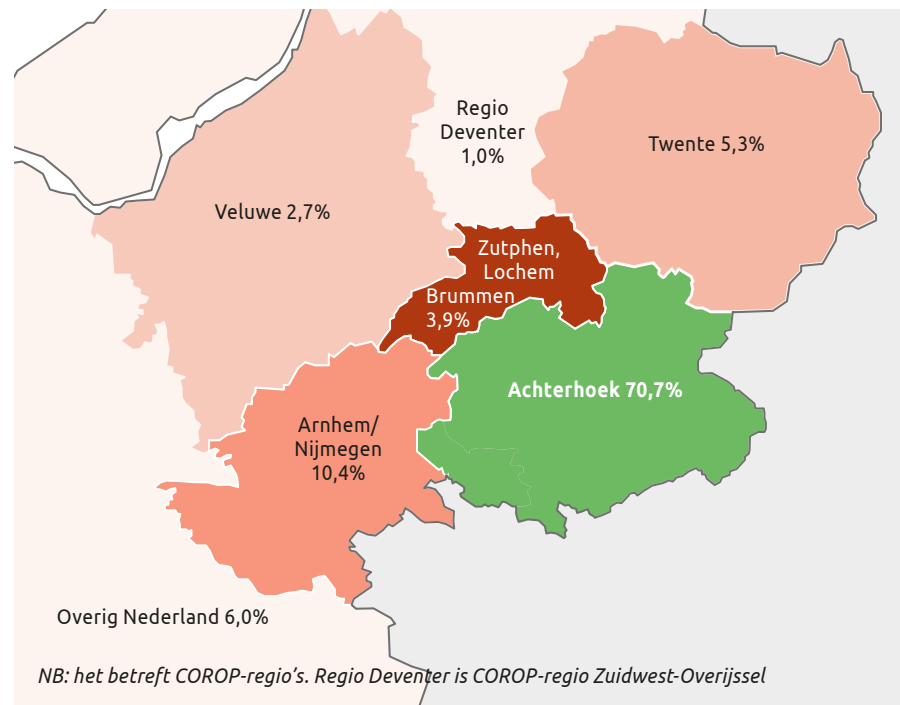 Regio
Deventer
1,0%
Twente 5,3%
Veluwe 2,7%
Zutphen,
Lochem
Brummen
3,9%
Achterhoek 70,7%
Arnhem/
Nijmegen
10,4%
Overig Nederland 6,0%
NB: het betreft COROP-regio’s. Regio Deventer is COROP-regio Zuidwest-Overijssel